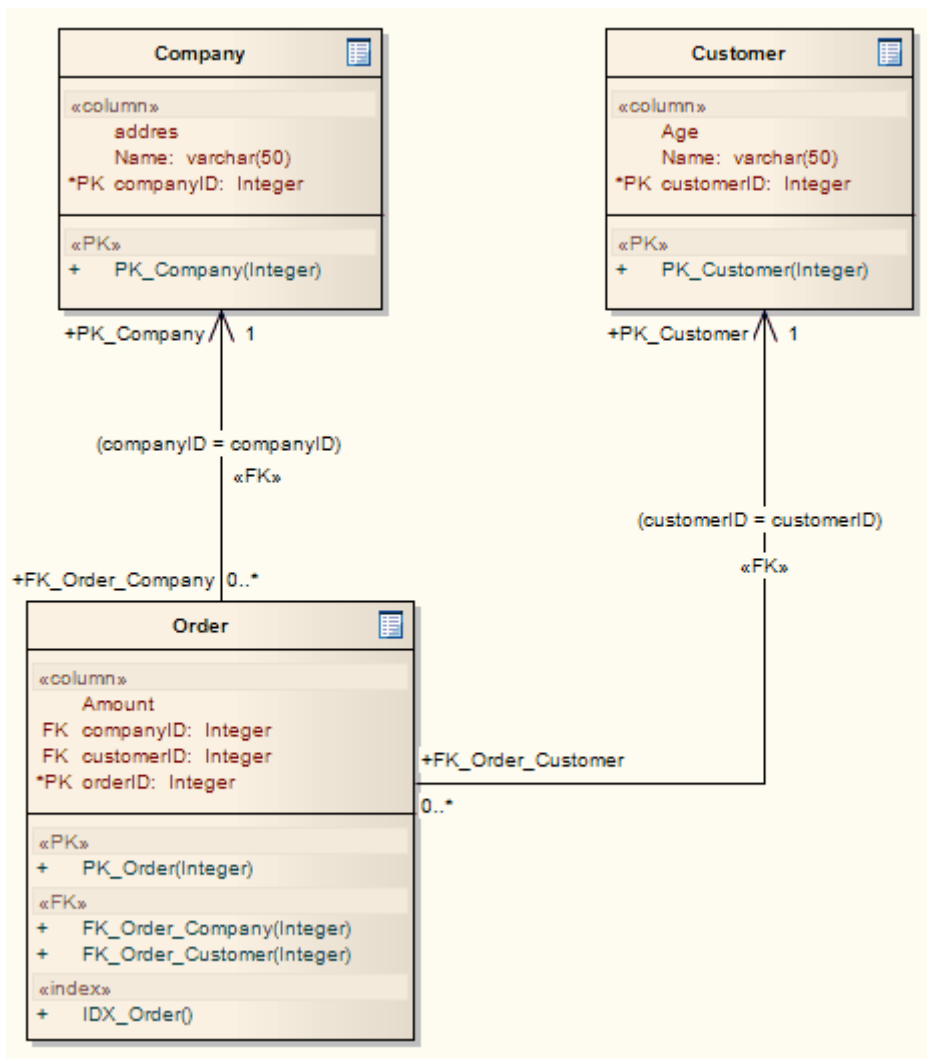 Company
«column»
addres
Name: varchar(50)
*PK companyID: Integer
«PK»
+ PK_Company(Integer)
Customer
«column»
Age
Name: varchar(50)
*PK customerID: Integer
«PK»
+ PK_Customer(Integer)
+PK_Company 1
+PK_Customer 1
(companyID = companyID)
«FK»
(customerID = customerID)
«FK»
+FK_Order_Company 0..*
Order
«column»
Amount
FK companyID: Integer
FK customerID: Integer
*PK orderID: Integer
«PK»
+ PK_Order(Integer)
«FK»
+ FK_Order_Company(Integer)
+ FK_Order_Customer(Integer)
«index»
+ IDX_Order()
+FK_Order_Customer
0..*